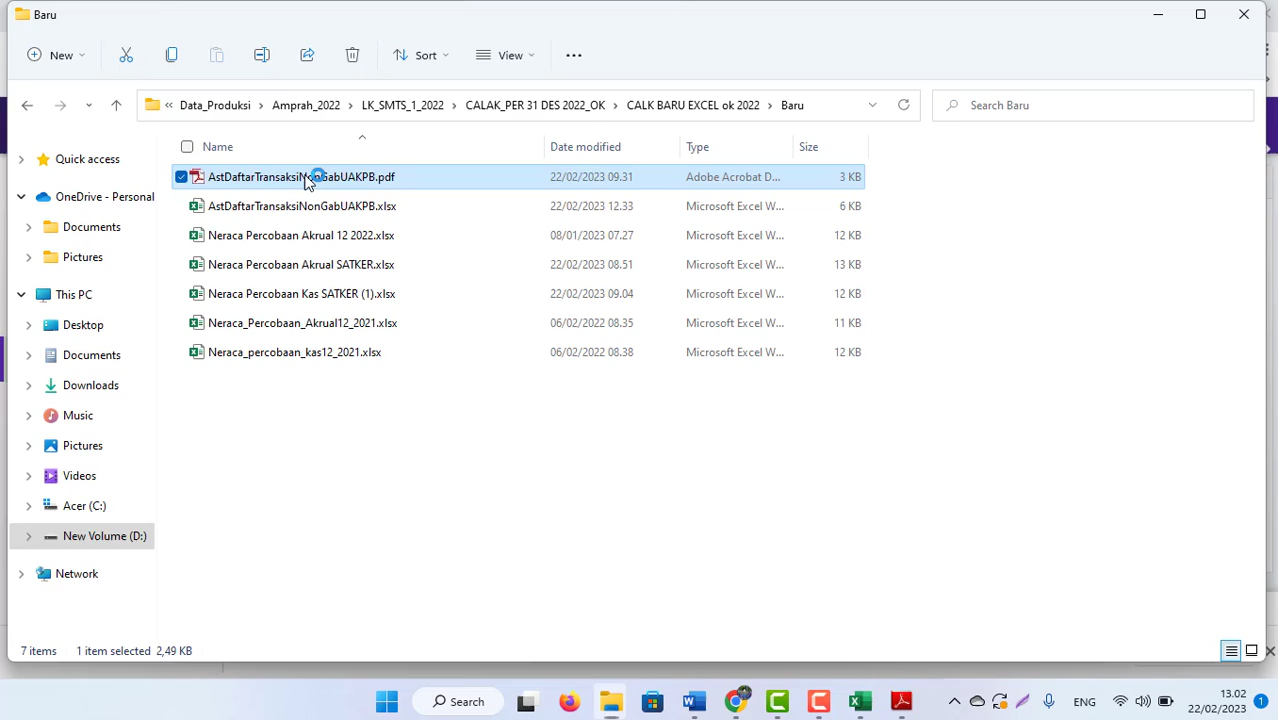 Baru
New
Sort
View
Data_Produksi > Amprah_2022 > LK_SMTS_1_2022 > CALAK_PER 31 DES 2022_OK > CALK BARU EXCEL ok 2022 > Baru
Search Baru
Name Date modified Type Size
AstDaftarTransaksiNonGabUAKPB.pdf 22/02/2023 09.31 Adobe Acrobat D... 3 KB
AstDaftarTransaksiNonGabUAKPB.xlsx 22/02/2023 12.33 Microsoft Excel W... 6 KB
Neraca Percobaan Akrual 12 2022.xlsx 08/01/2023 07.27 Microsoft Excel W... 12 KB
Neraca Percobaan Akrual SATKER.xlsx 22/02/2023 08.51 Microsoft Excel W... 13 KB
Neraca Percobaan Kas SATKER (1).xlsx 22/02/2023 09.04 Microsoft Excel W... 12 KB
Neraca_Percobaan_Akrual12_2021.xlsx 06/02/2022 08.35 Microsoft Excel W... 11 KB
Neraca_percobaan_kas12_2021.xlsx 06/02/2022 08.38 Microsoft Excel W... 12 KB
Quick access
OneDrive - Personal
Documents
Pictures
This PC
Desktop
Documents
Downloads
Music
Pictures
Videos
Acer (C:)
New Volume (D:)
Network
7 items 1 item selected 2,49 KB
Search
ENG
13.02
22/02/2023
1